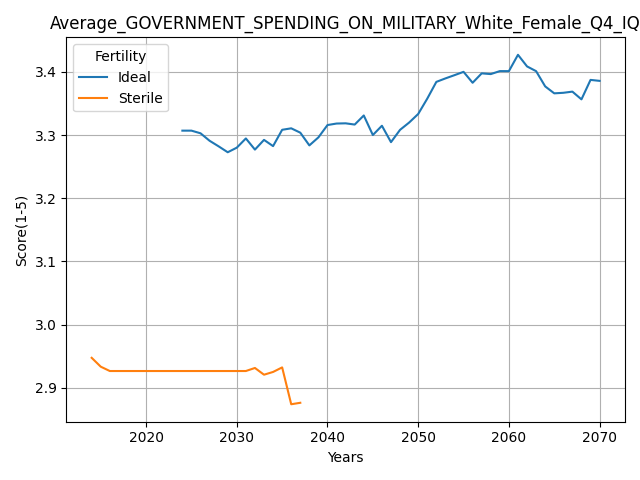 Average_GOVERNMENT_SPENDING_ON_MILITARY_White_Female_Q4_IQ
Fertility
Ideal
Sterile
Score(1-5)
3.4
3.3
3.2
3.1
3.0
2.9
2020 2030 2040 2050 2060 2070
Years